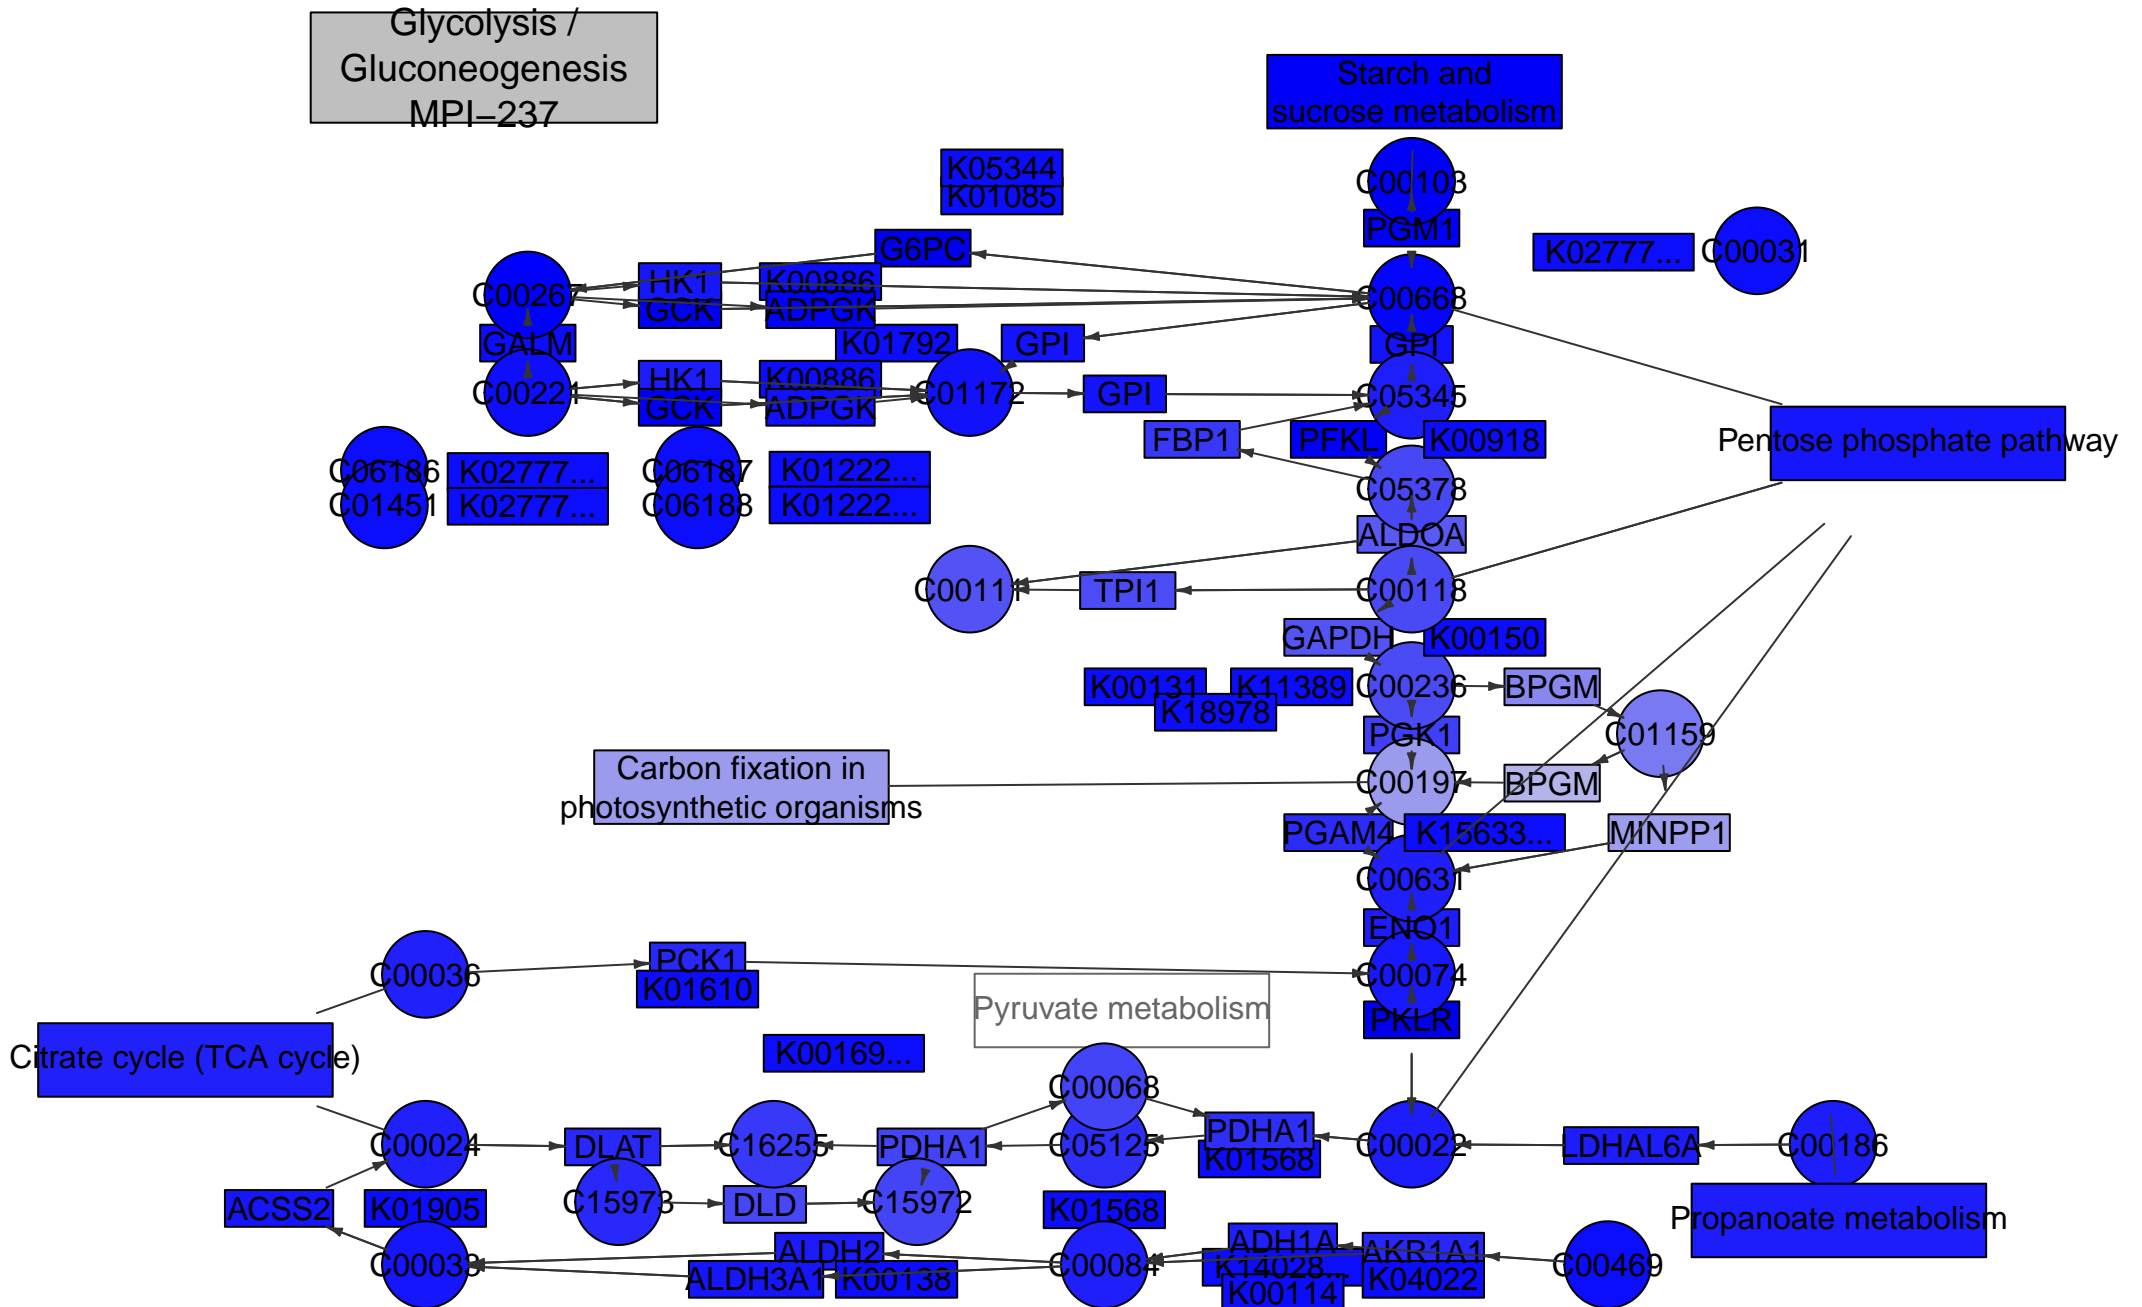 Glycolysis /
Gluconeogenesis
MPI−237
Starch and
sucrose metabolism
K05344
K01085
C00103
PGM1
G6PC
K02777...
C00031
C00267
HK1
K00886
GCK
ADPGK
C00668
GALM
K01792
GPI
GPI
C00221
HK1
K00886
GCK
ADPGK
C01172
GPI
C05345
FBP1
PFKL
K00918
Pentose phosphate pathway
C06186
K02777...
C06187
K01222...
C01451
K02777...
C06188
K01222...
C05378
ALDOA
C00111
TPI1
C00118
GAPDH
K00150
K00131
K11389
K18978
C00236
BPGM
PGK1
C01159
Carbon fixation in
photosynthetic organisms
C00197
BPGM
PGAM4
K15633...
MINPP1
C00631
ENO1
C00036
PCK1
K01610
C00074
Pyruvate metabolism
PKLR
Citrate cycle (TCA cycle)
K00169...
C00068
C00024
DLAT
C16255
PDHA1
C05125
PDHA1
K01568
C00022
LDHAL6A
C00186
ACSS2
K01905
C15973
DLD
C15972
K01568
Propanoate metabolism
C00033
ALDH2
ALDH3A1
K00138
C00084
ADH1A
K14028...
K00114
AKR1A1
K04022
C00469